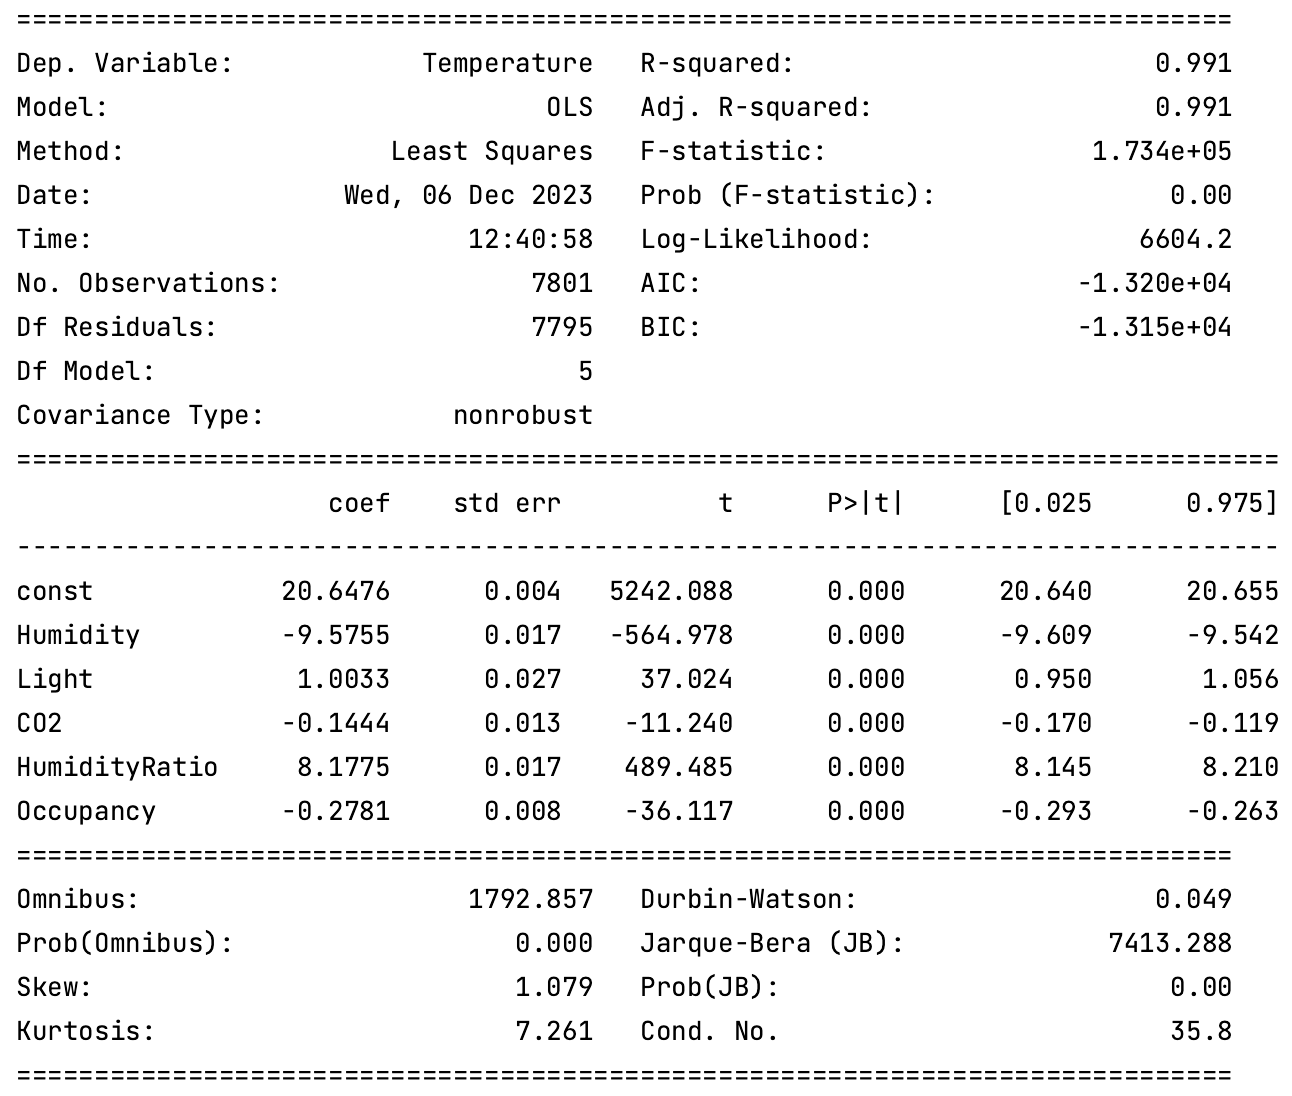 ==============================================================================
Dep. Variable:            Temperature   R-squared:                       0.991
Model:                            OLS   Adj. R-squared:                  0.991
Method:                 Least Squares   F-statistic:                 1.734e+05
Date:                Wed, 06 Dec 2023   Prob (F-statistic):               0.00
Time:                        12:40:58   Log-Likelihood:                 6604.2
No. Observations:                7801   AIC:                        -1.320e+04
Df Residuals:                    7795   BIC:                        -1.315e+04
Df Model:                           5
Covariance Type:            nonrobust
=================================================================================
                    coef    std err          t      P>|t|      [0.025      0.975]
---------------------------------------------------------------------------------
const            20.6476      0.004   5242.088      0.000      20.640      20.655
Humidity         -9.5755      0.017   -564.978      0.000      -9.609      -9.542
Light             1.0033      0.027     37.024      0.000       0.950       1.056
CO2              -0.1444      0.013    -11.240      0.000      -0.170      -0.119
HumidityRatio     8.1775      0.017    489.485      0.000       8.145       8.210
Occupancy        -0.2781      0.008    -36.117      0.000      -0.293      -0.263
==============================================================================
Omnibus:                     1792.857   Durbin-Watson:                   0.049
Prob(Omnibus):                  0.000   Jarque-Bera (JB):             7413.288
Skew:                           1.079   Prob(JB):                         0.00
Kurtosis:                       7.261   Cond. No.                         35.8
==============================================================================